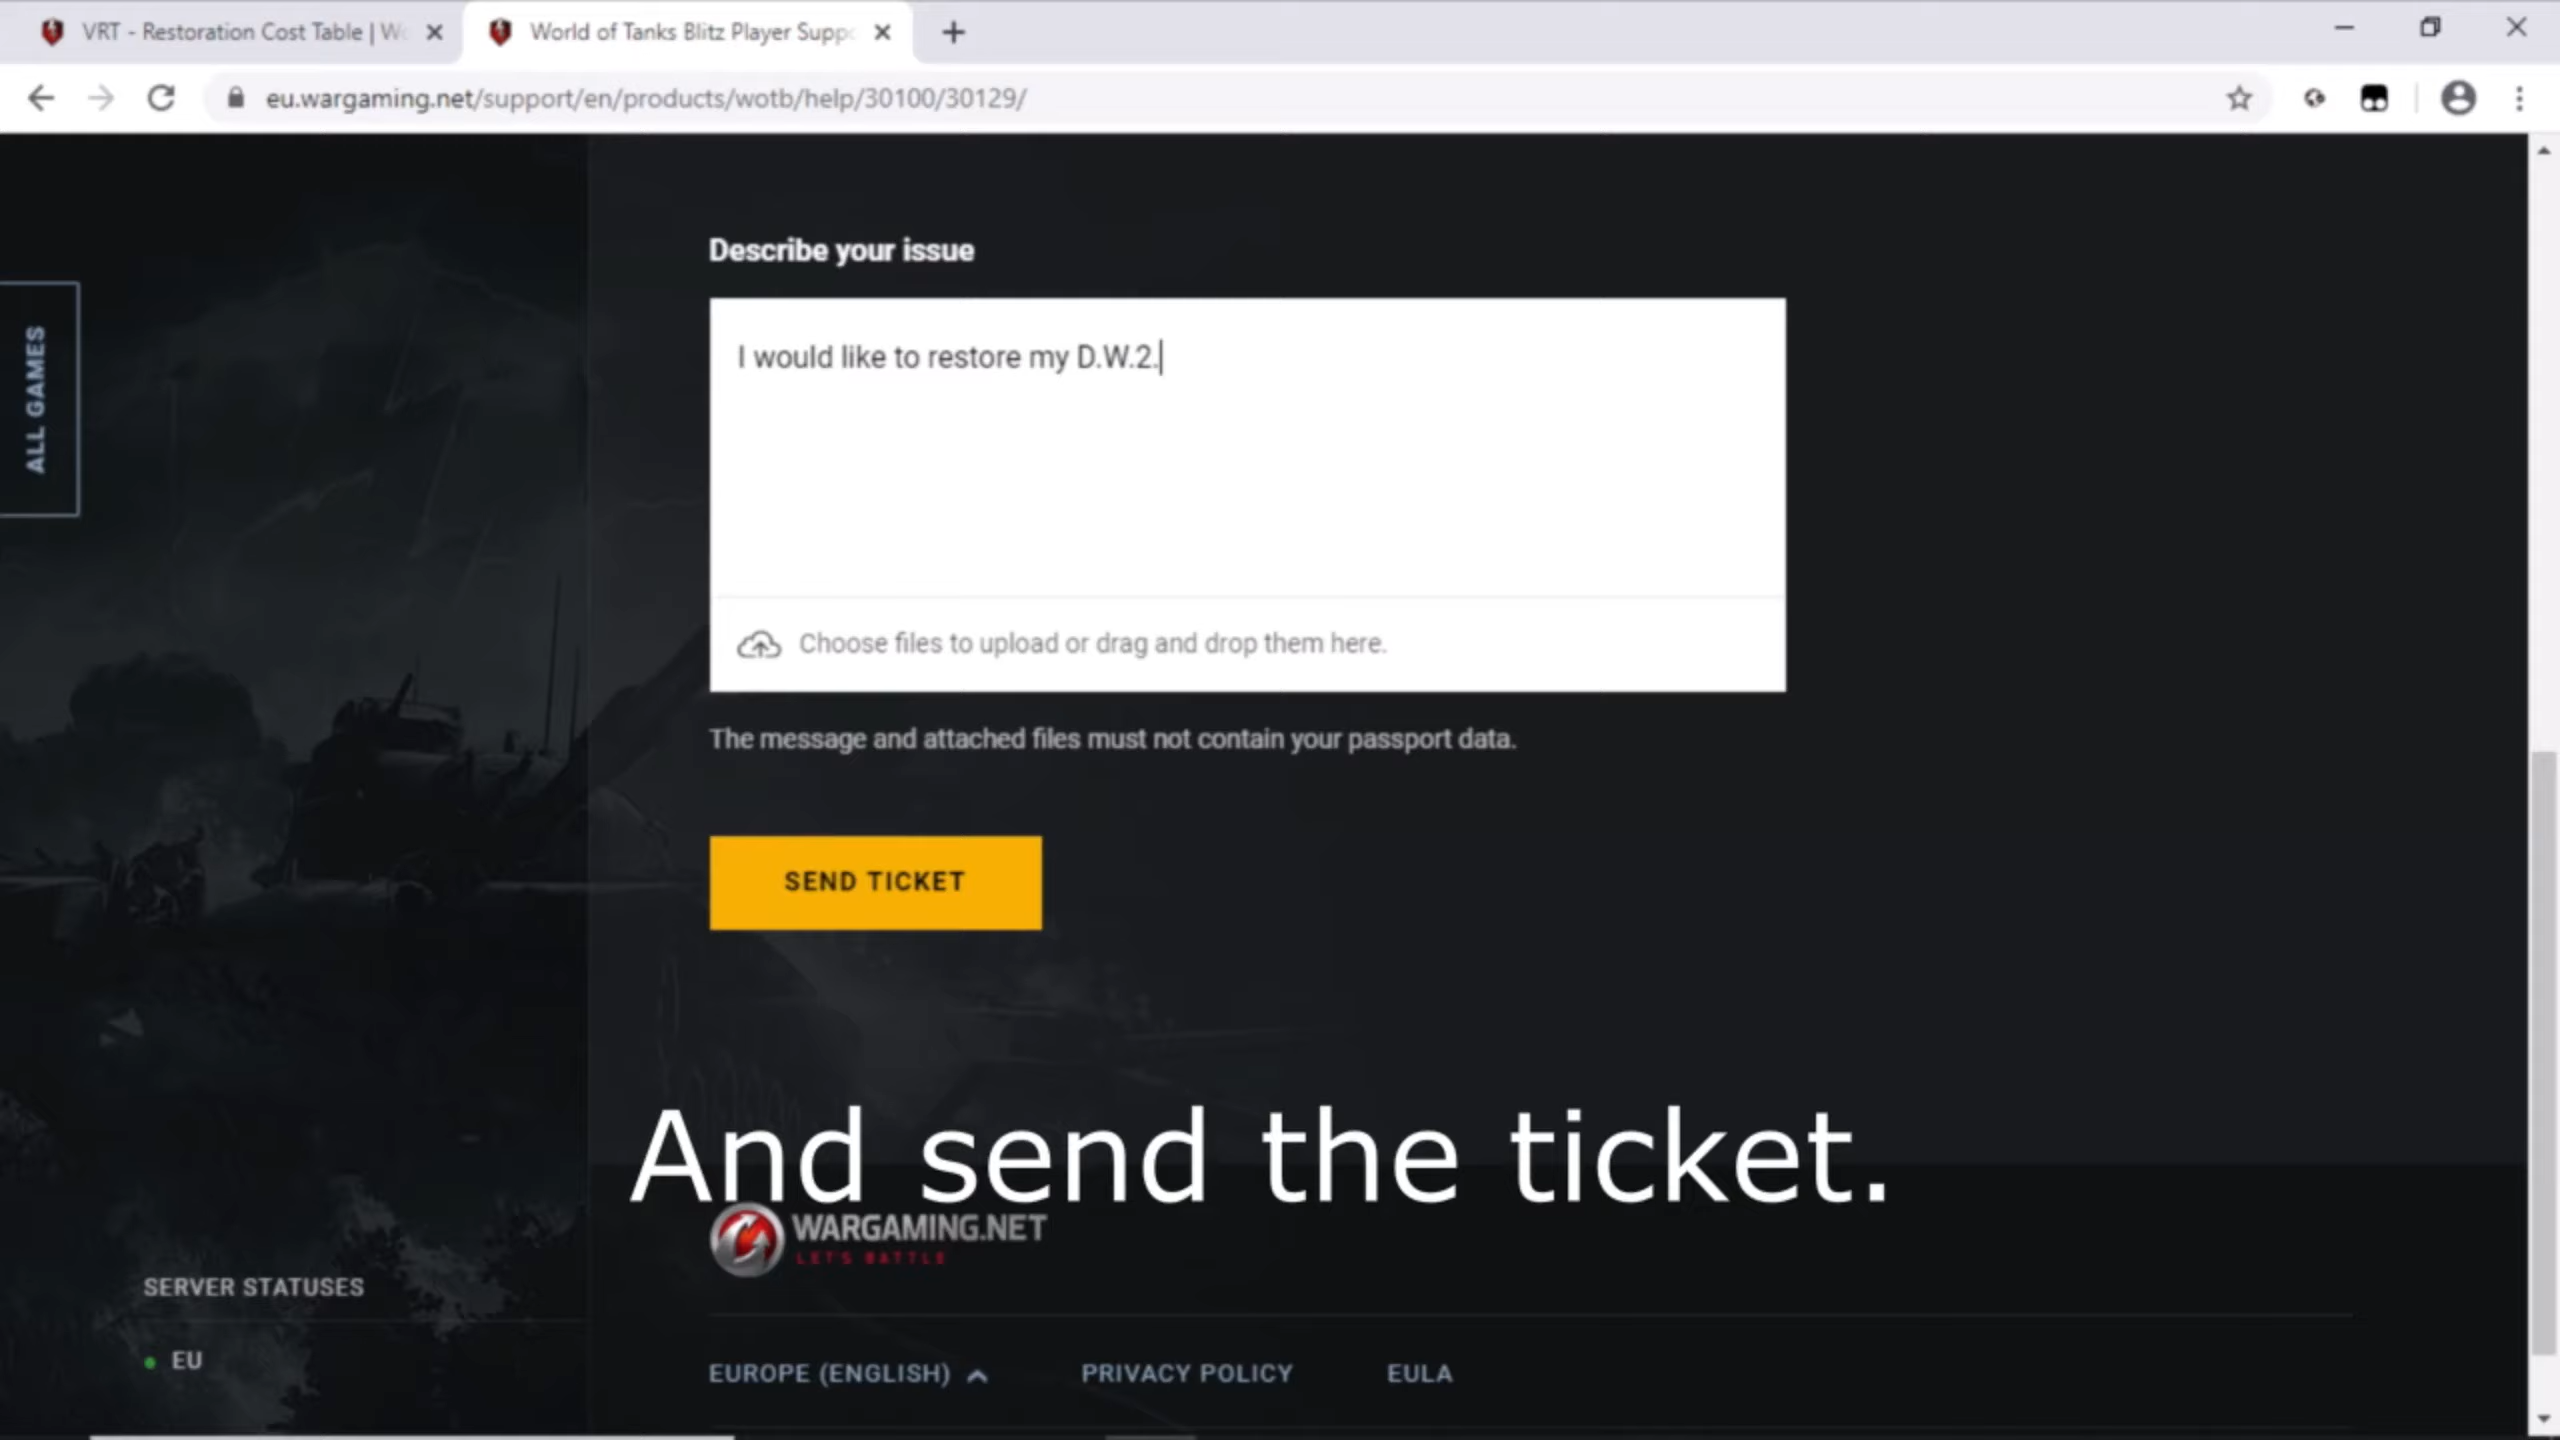 VRT - Restoration Cost Table | Wo
World of Tanks Blitz Player Suppo
eu.wargaming.net/support/en/products/wotb/help/30100/30129/
ALL GAMES
Describe your issue
I would like to restore my D.W.2.
Choose files to upload or drag and drop them here.
The message and attached files must not contain your passport data.
SEND TICKET
And send the ticket.
WARGAMING.NET
LET'S BATTLE
SERVER STATUSES
EU
EUROPE (ENGLISH)
PRIVACY POLICY
EULA